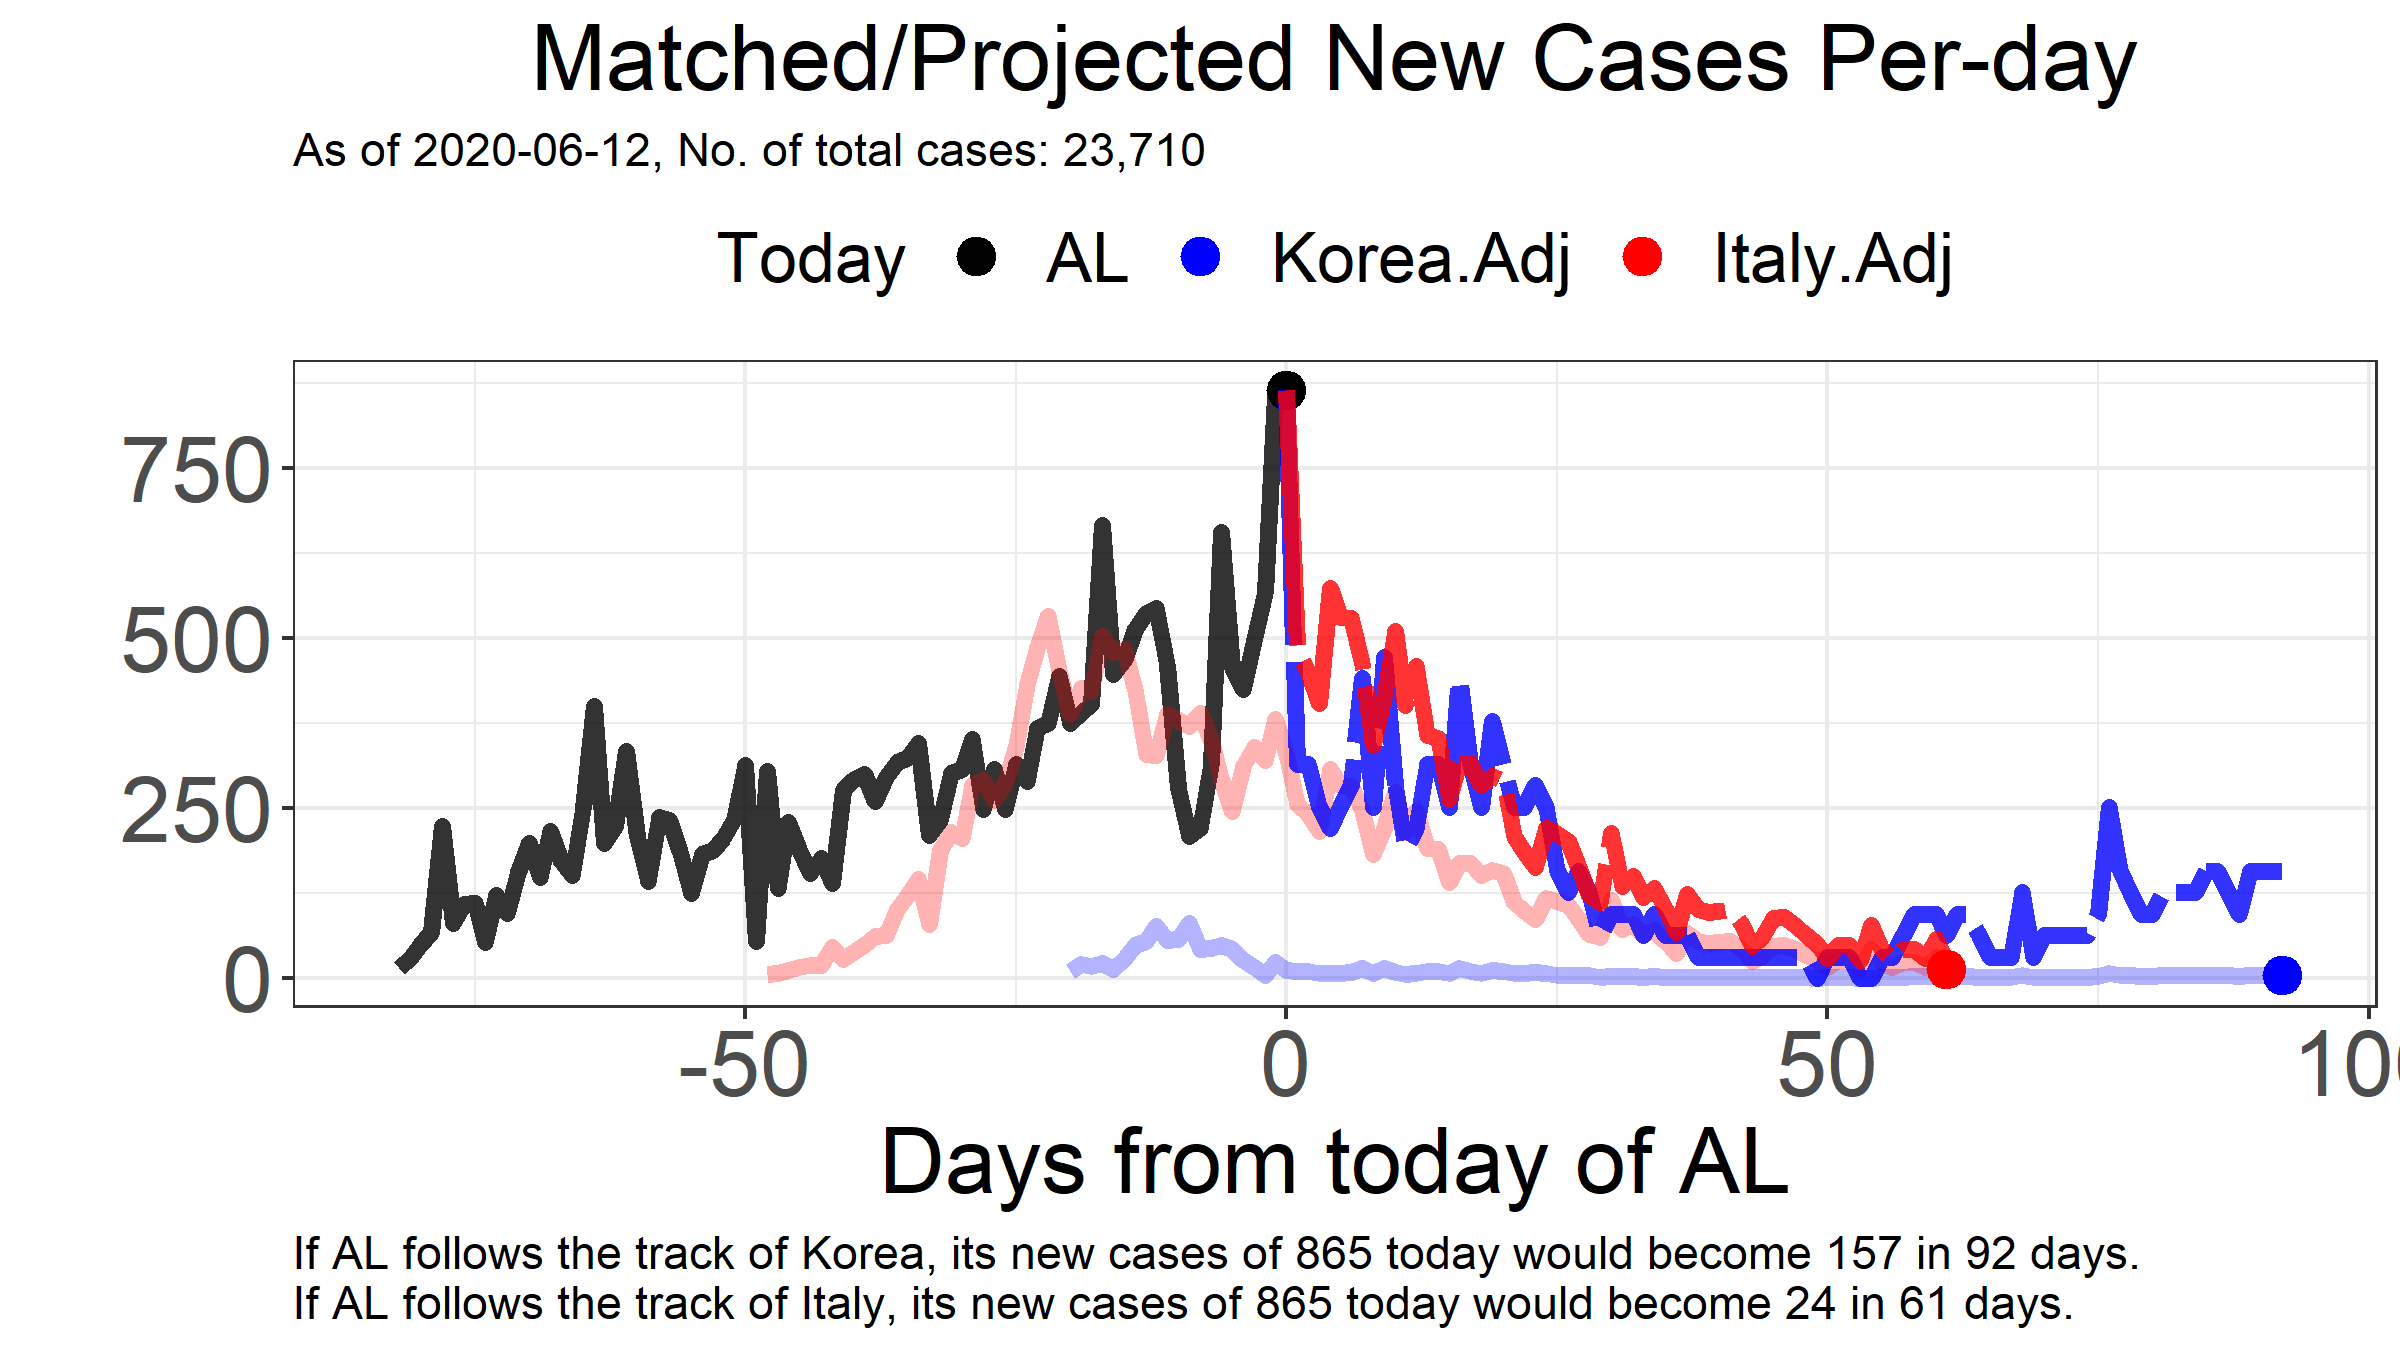 Matched/Projected New Cases Per-day
As of 2020-06-12, No. of total cases: 23,710
Today AL Korea.Adj Italy.Adj
750
500
250
0
-50 0 50 100
Days from today of AL
If AL follows the track of Korea, its new cases of 865 today would become 157 in 92 days.
If AL follows the track of Italy, its new cases of 865 today would become 24 in 61 days.